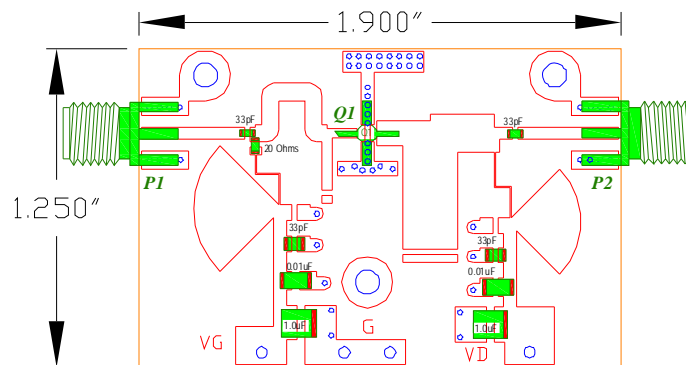 1.900"
Q1
33pF
Q1
33pF
20 Ohms
P1
P2
1.250"
33pF
33pF
0.01uF
0.01uF
1.0uF
G
1.0uF
VG
VD